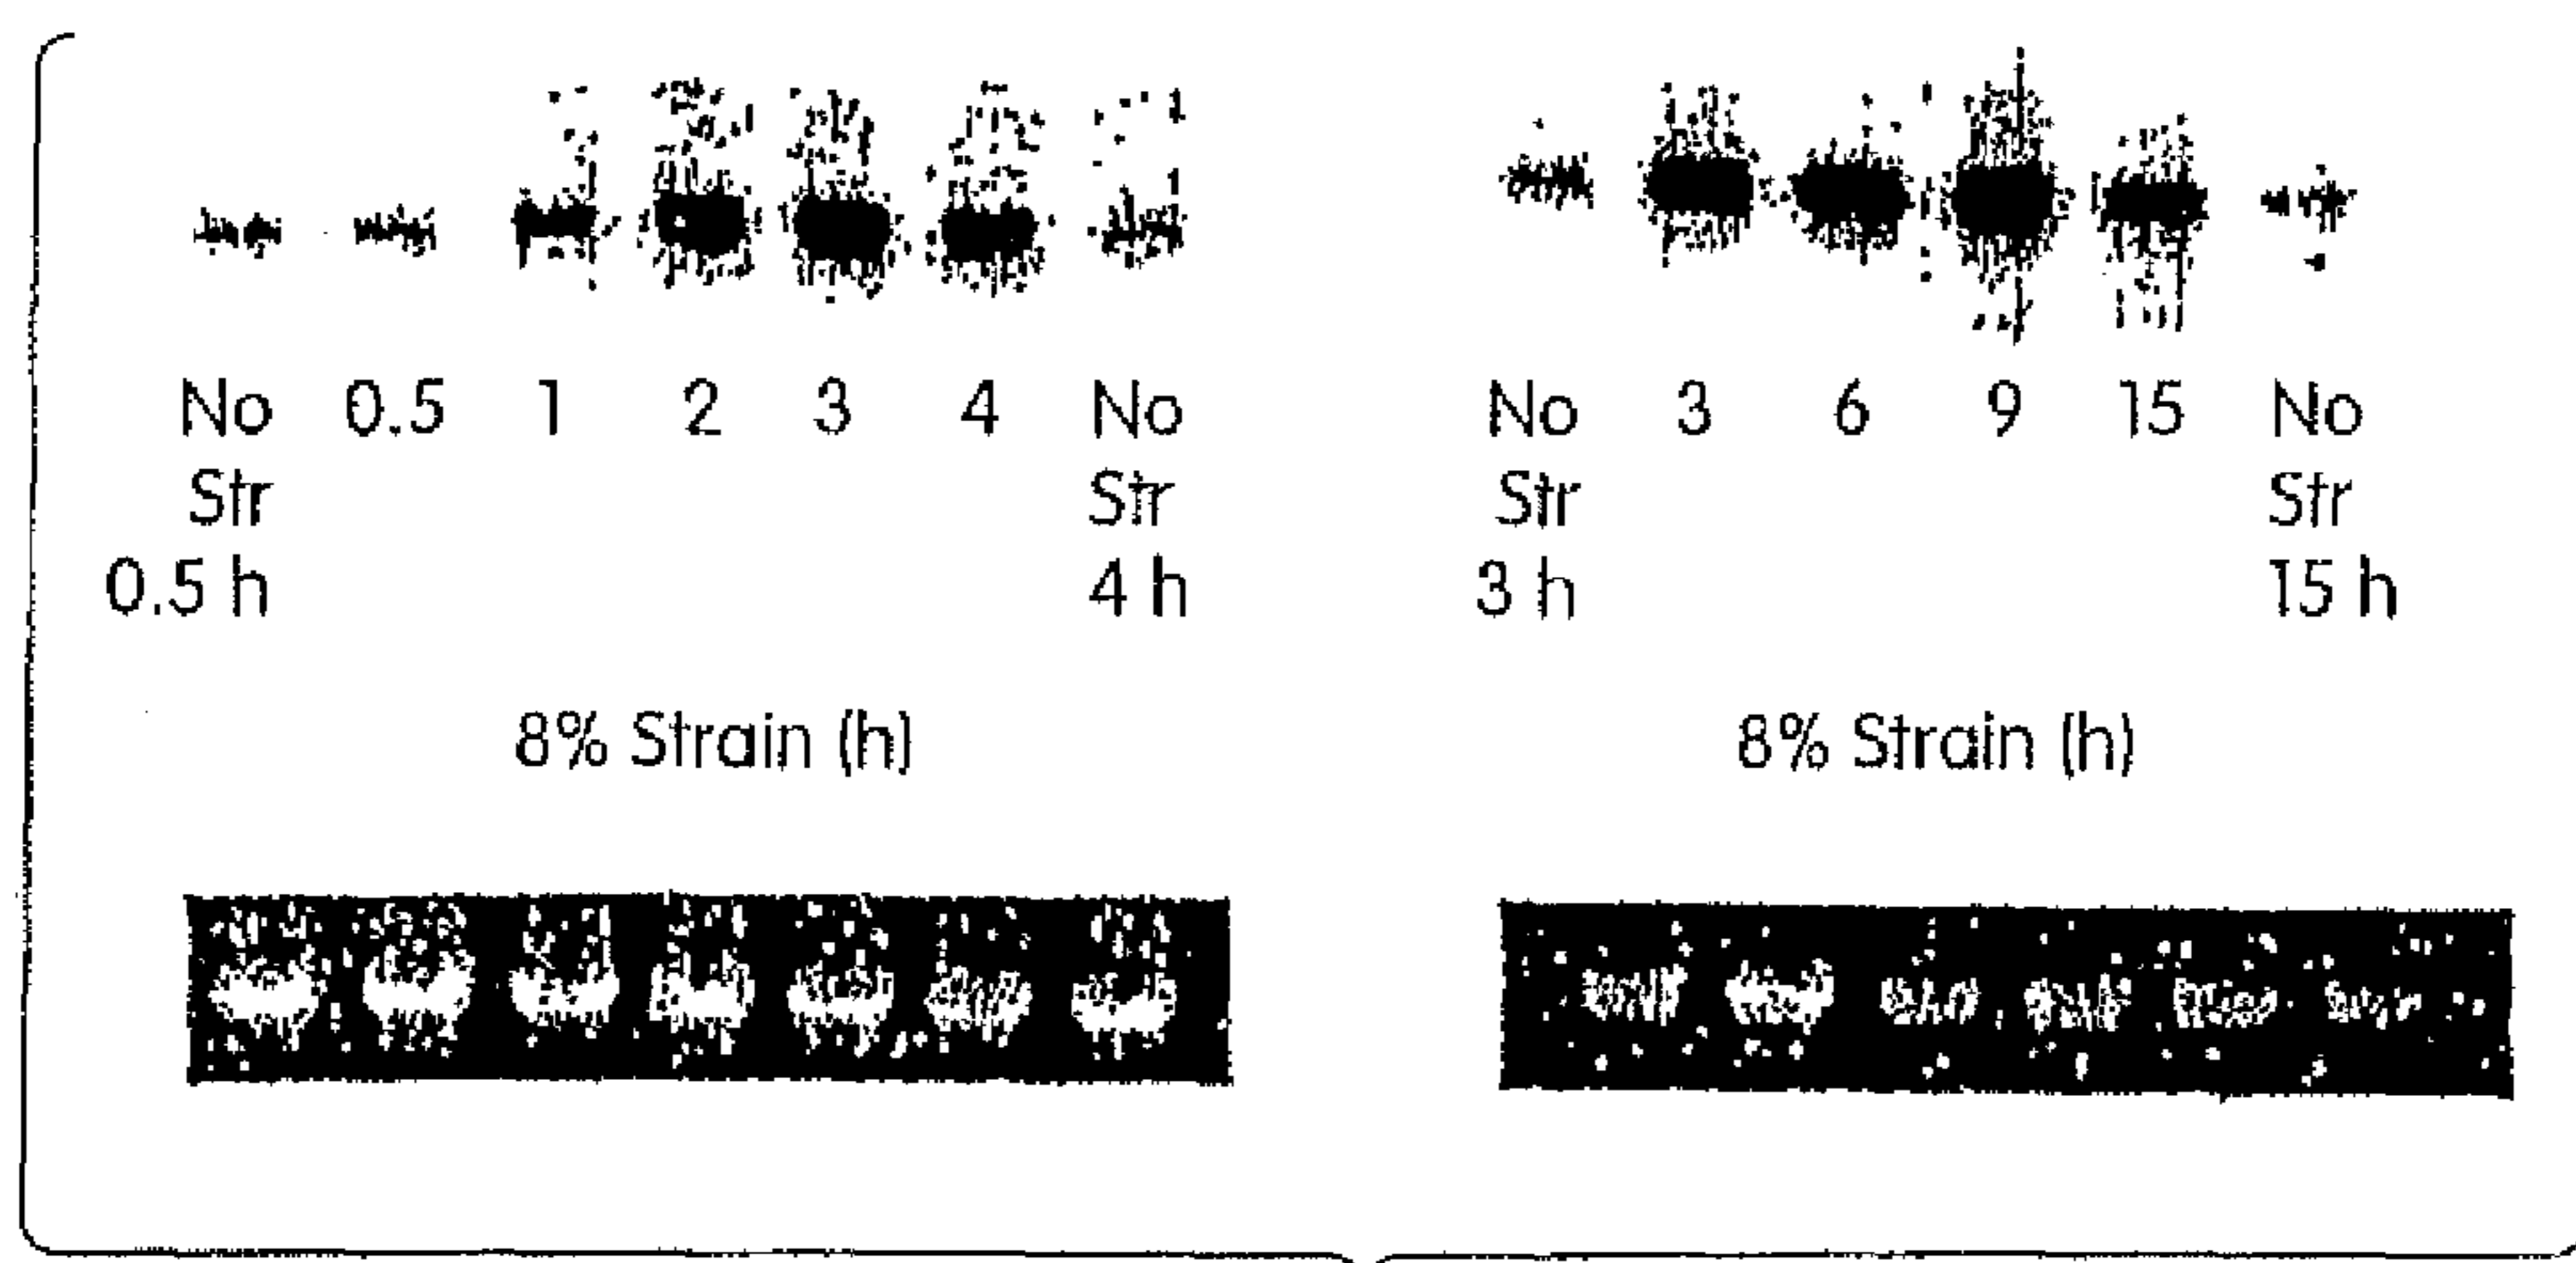 No 0.5 1 2 3 4 No
Str Str
0.5 h 4 h
8% Strain (h)
No 3 6 9 15 No
Str Str
3 h 15 h
8% Strain (h)